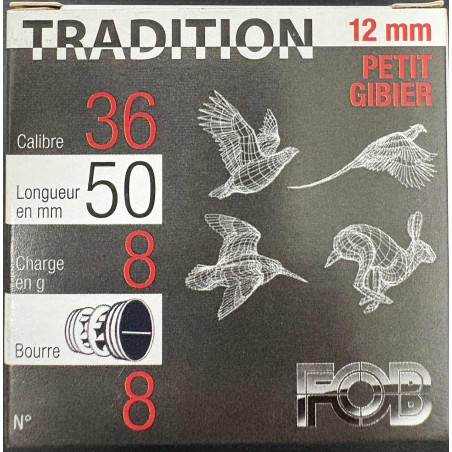 TRADITION
12 mm
PETIT
GIBIER
Calibre 36
Longueur
en mm 50
Charge
en g 8
Bourre
N° 8
FOB